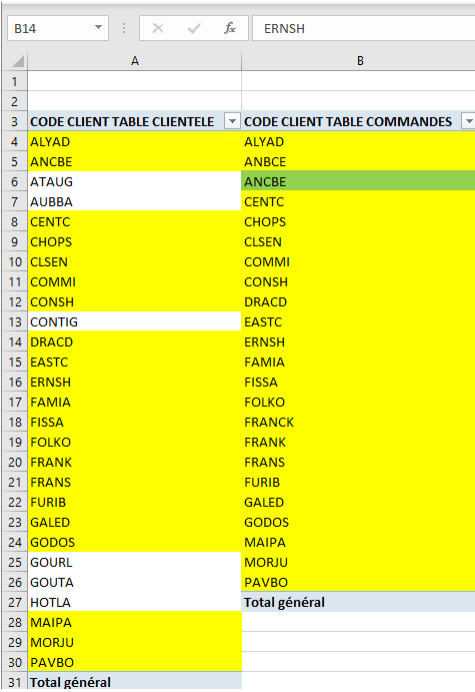 B14 fx ERNSH
A B
1
2
3 CODE CLIENT TABLE CLIENTELE CODE CLIENT TABLE COMMANDES
4 ALYAD ALYAD
5 ANCBE ANBCE
6 ATAUG ANCBE
7 AUBBA CENTC
8 CENTC CHOPS
9 CHOPS CLSEN
10 CLSEN COMMI
11 COMMI CONSH
12 CONSH DRACD
13 CONTIG EASTC
14 DRACD ERNSH
15 EASTC FAMIA
16 ERNSH FISSA
17 FAMIA FOLKO
18 FISSA FRANCK
19 FOLKO FRANK
20 FRANK FRANS
21 FRANS FURIB
22 FURIB GALED
23 GALED GODOS
24 GODOS MAIPA
25 GOURL MORJU
26 GOUTA PAVBO
27 HOTLA Total général
28 MAIPA
29 MORJU
30 PAVBO
31 Total général